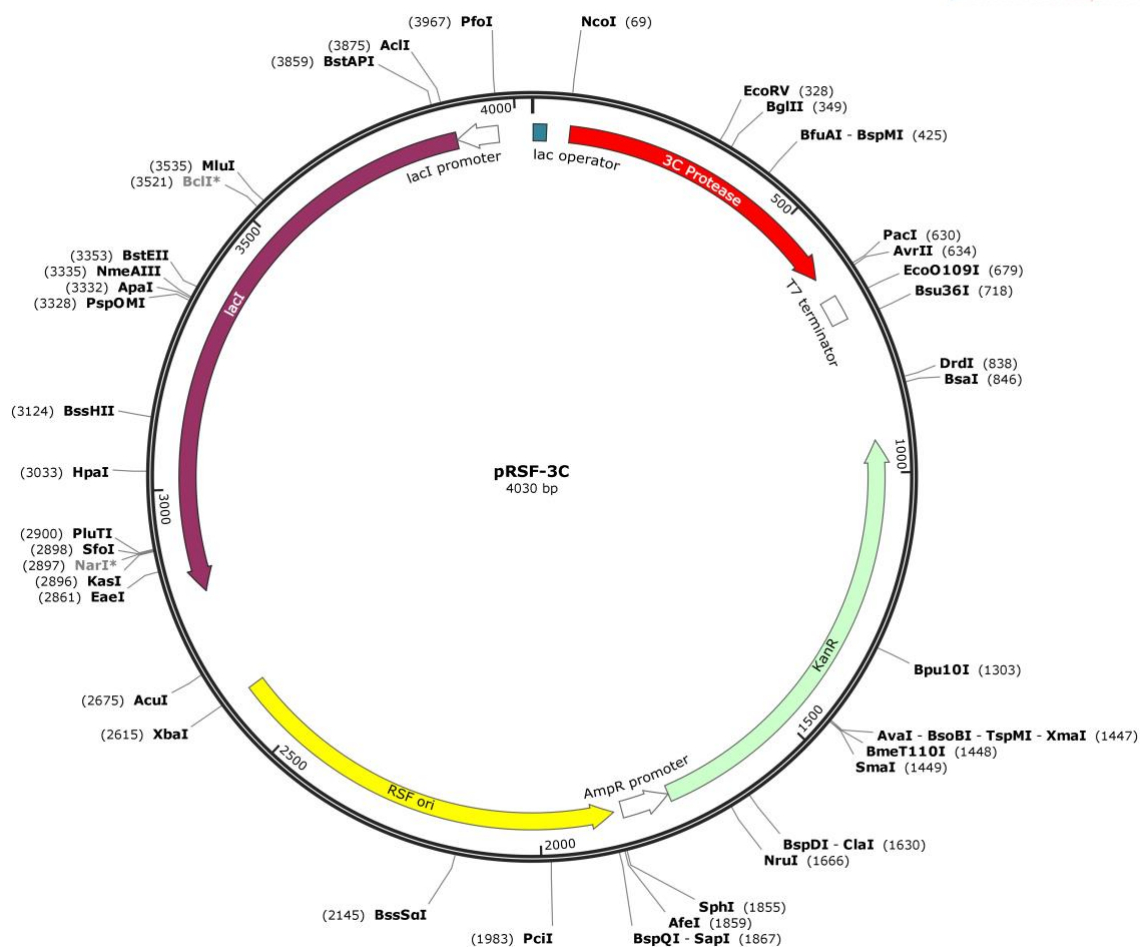 (3967) PfoI
NcoI (69)
(3875) AclI
(3859) BstAPI
4000
EcoRV (328)
BglII (349)
BfuAI - BspMI (425)
lacI promoter
lac operator
3C Protease
500
(3535) MluI
(3521) BclI*
3500
PacI (630)
AvrII (634)
EcoO109I (679)
Bsu36I (718)
(3353) BstEII
(3335) NmeAIII
(3332) ApaI
(3328) PspOMI
lacI
T7 terminator
DrdI (838)
BsaI (846)
(3124) BssHII
(3033) HpaI
pRSF-3C
4030 bp
1000
3000
(2900) PluTI
(2898) SfoI
(2897) NarI*
(2896) KasI
(2861) EaeI
KanR
Bpu10I (1303)
(2675) AcuI
(2615) XbaI
1500
AvaI - BsoBI - TspMI - XmaI (1447)
BmeT110I (1448)
SmaI (1449)
2500
RSF ori
AmpR promoter
2000
BspDI - ClaI (1630)
NruI (1666)
(2145) BssSαI
(1983) PciI
SphI (1855)
AfeI (1859)
BspQI - SapI (1867)